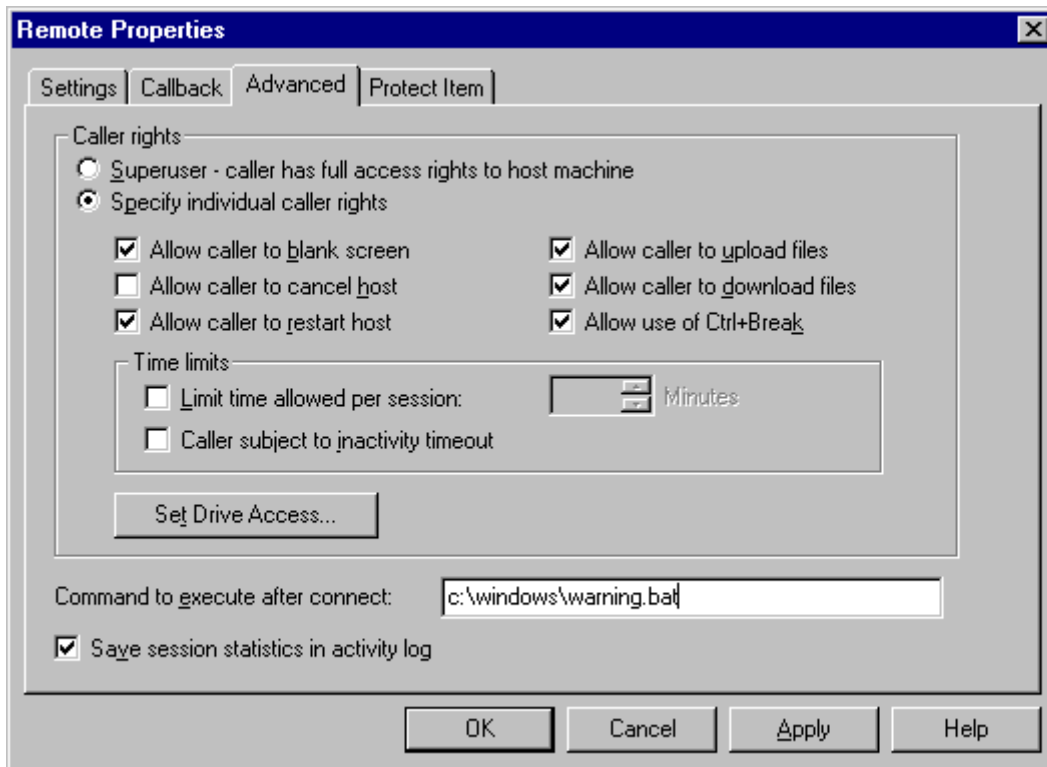 Remote Properties
Settings Callback Advanced Protect Item
Caller rights
Superuser - caller has full access rights to host machine
Specify individual caller rights
Allow caller to blank screen
Allow caller to upload files
Allow caller to cancel host
Allow caller to download files
Allow caller to restart host
Allow use of Ctrl+Break
Time limits
Limit time allowed per session: Minutes
Caller subject to inactivity timeout
Set Drive Access...
Command to execute after connect: c:\windows\warning.bat
Save session statistics in activity log
OK Cancel Apply Help